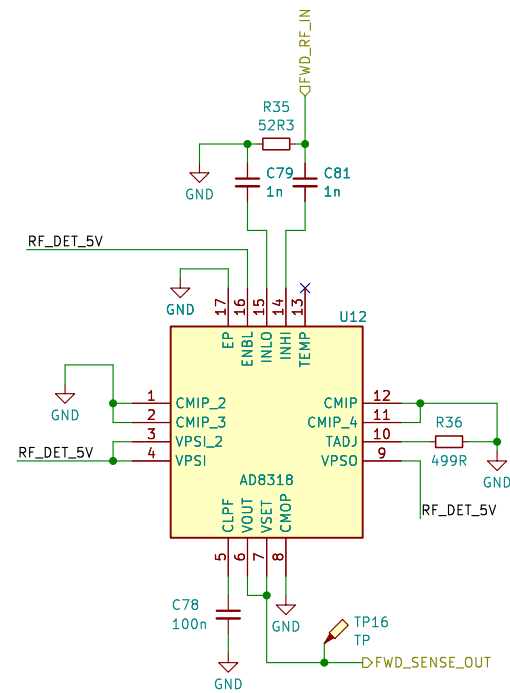 FWD_RF_IN
R35
52R3
C79
1n
C81
1n
GND
RF_DET_5V
GND
17
16
15
14
13
U12
EP
ENBL
INLO
INHI
TEMP
GND
1
CMIP_2
2
CMIP_3
3
VPSI_2
4
VPSI
RF_DET_5V
CMIP
12
CMIP_4
11
TADJ
10
VPSO
9
R36
499R
GND
RF_DET_5V
AD8318
CLPF
VOUT
VSET
CMOP
5
6
7
8
C78
100n
GND
GND
TP16
TP
FWD_SENSE_OUT